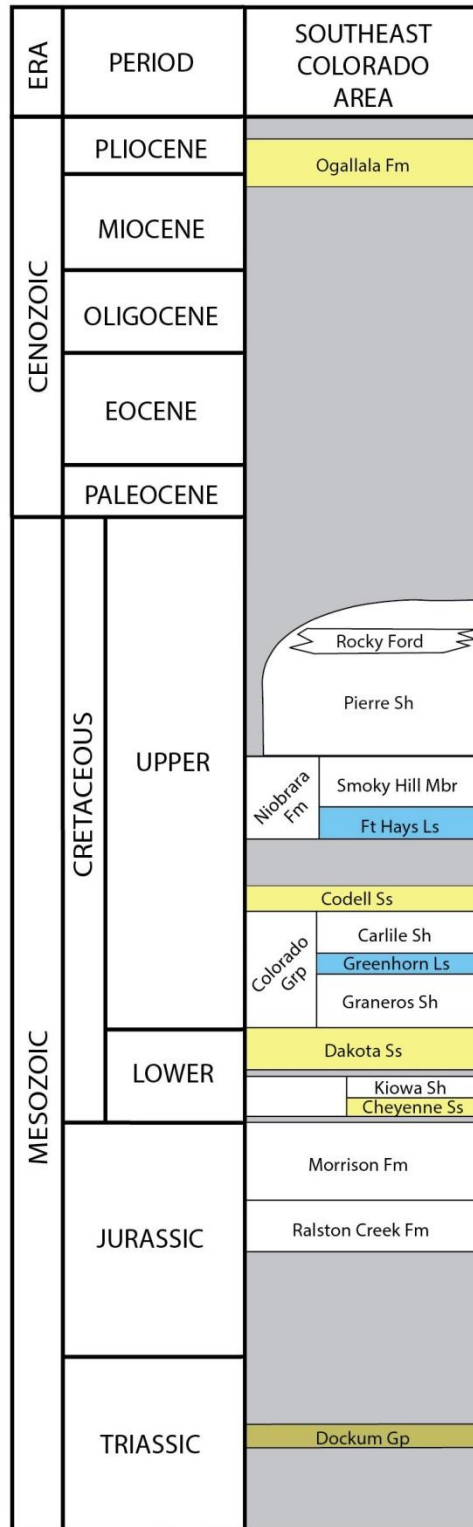 ERA
PERIOD
SOUTHEAST
COLORADO
AREA
CENOZOIC
PLIOCENE
MIOCENE
OLIGOCENE
EOCENE
PALEOCENE
Ogallala Fm
MESOZOIC
CRETACEOUS
UPPER
Rocky Ford
Pierre Sh
Niobrara
Fm
Smoky Hill Mbr
Ft Hays Ls
Codell Ss
Colorado
Grp
Carlile Sh
Greenhorn Ls
Graneros Sh
LOWER
Dakota Ss
Kiowa Sh
Cheyenne Ss
JURASSIC
Morrison Fm
Ralston Creek Fm
TRIASSIC
Dockum Gp